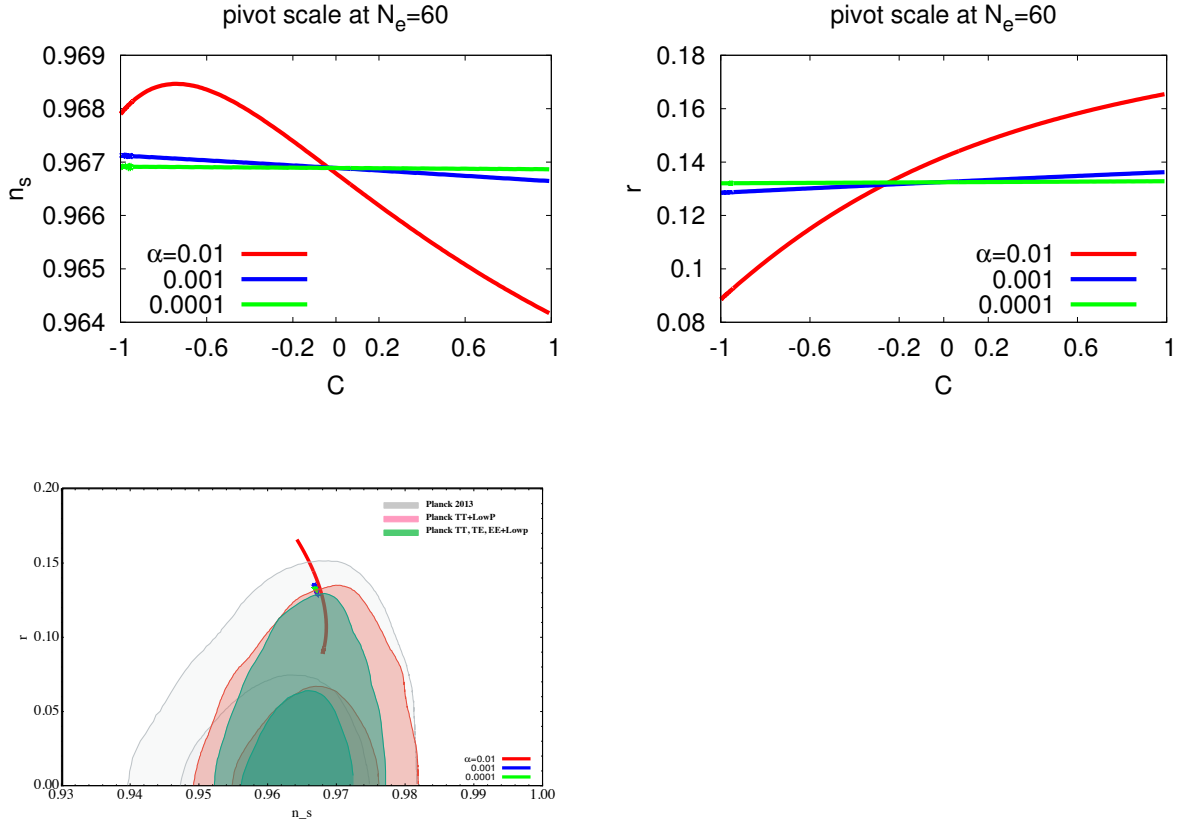 pivot scale at N_e=60
0.969
0.968
0.967
0.966
0.965
0.964
n_s
α=0.01
0.001
0.0001
-1 -0.6 -0.2 0 0.2 0.6 1
C
pivot scale at N_e=60
0.18
0.16
0.14
0.12
0.1
0.08
r
α=0.01
0.001
0.0001
-1 -0.6 -0.2 0 0.2 0.6 1
C
0.20
0.15
0.10
0.05
0.00
r
Planck 2013
Planck TT+LowP
Planck TT, TE, EE+Lowp
α=0.01
0.001
0.0001
0.93 0.94 0.95 0.96 0.97 0.98 1.00
n_s